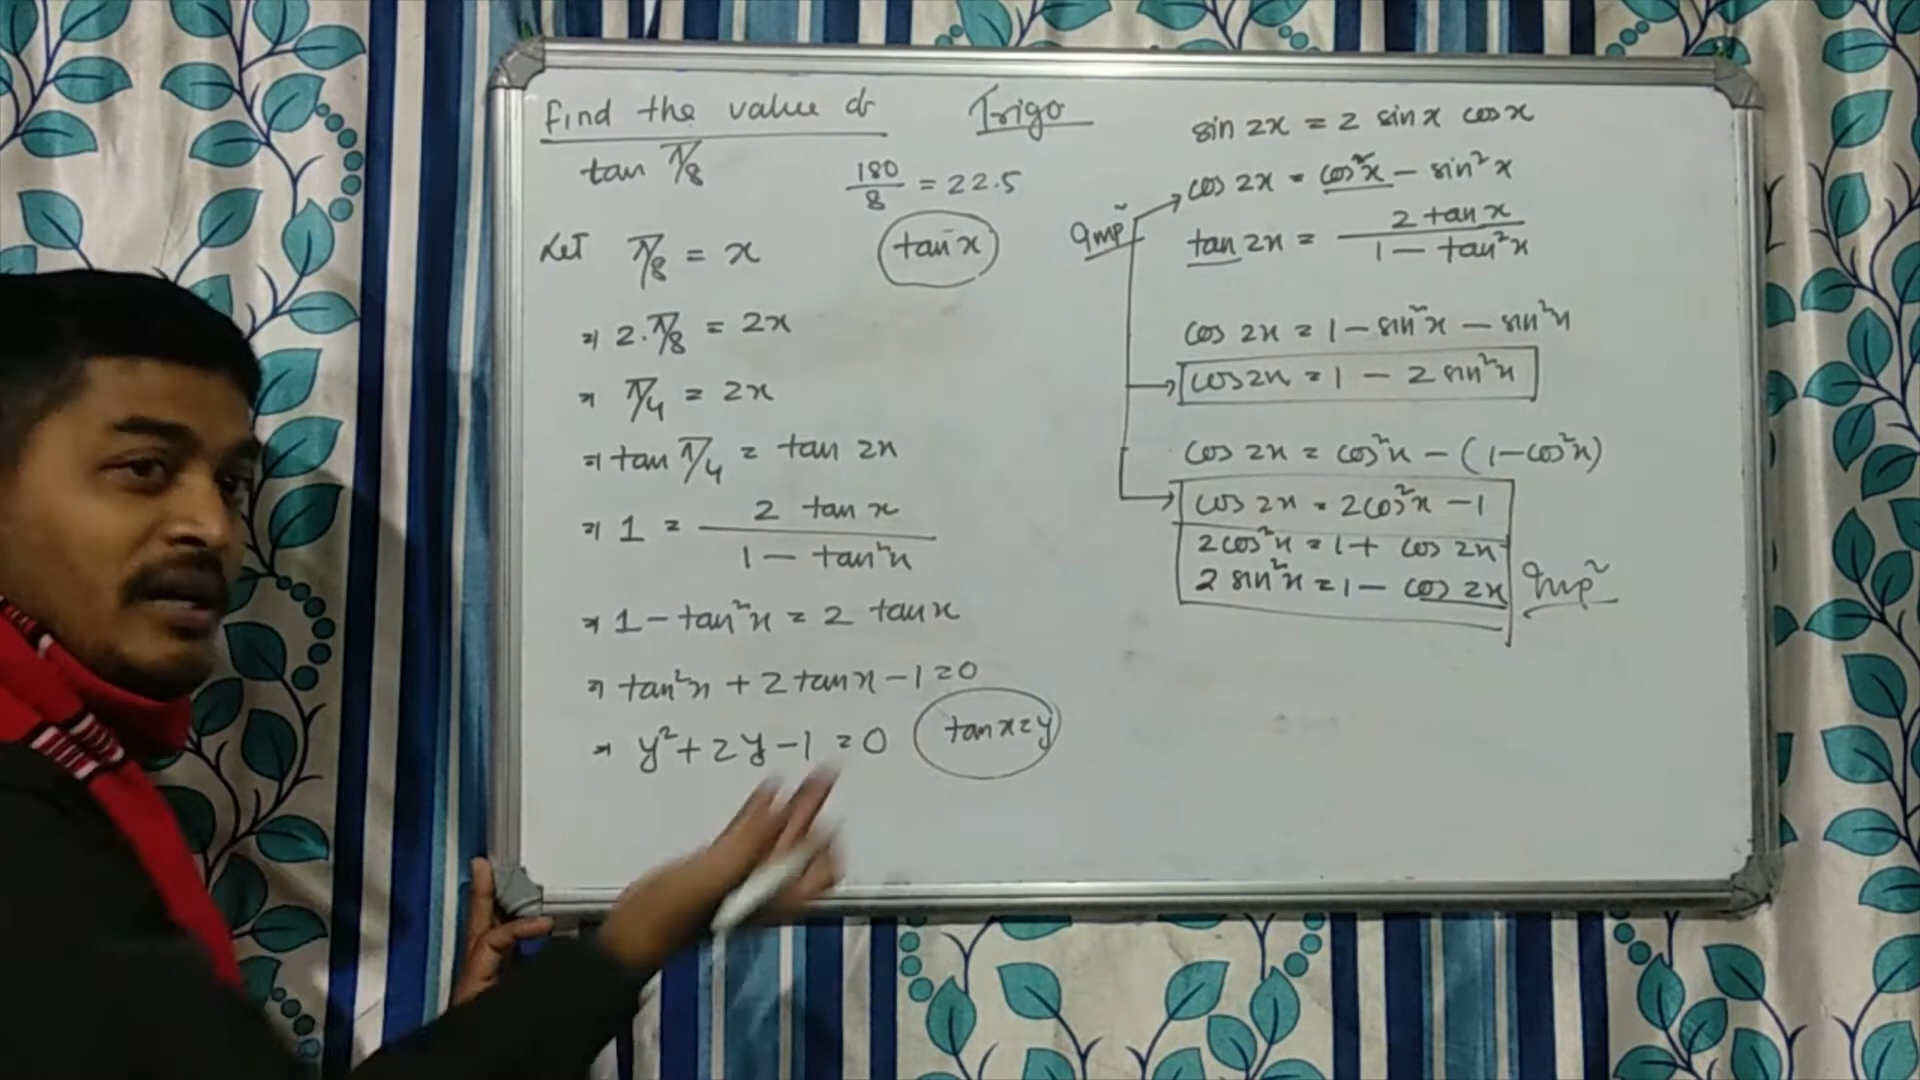 find the value of
tan π/8
Trigo
180/8 = 22.5
tan x
Let π/8 = x
⇒ 2·π/8 = 2x
⇒ π/4 = 2x
⇒ tan π/4 = tan 2x
⇒ 1 = 2 tan x / 1 − tan²x
⇒ 1 − tan²x = 2 tan x
⇒ tan²x + 2 tan x − 1 = 0
⇒ y² + 2y − 1 = 0
tan x = y
sin 2x = 2 sin x cos x
Imp
cos 2x = cos²x − sin² x
tan 2x = 2 tan x / 1 − tan²x
cos 2x = 1 − sin²x − sin²x
cos 2x = 1 − 2 sin²x
cos 2x = cos²x − (1−cos²x)
cos 2x = 2cos²x − 1
2cos²x = 1 + cos 2x
2 sin²x = 1 − cos 2x
Imp